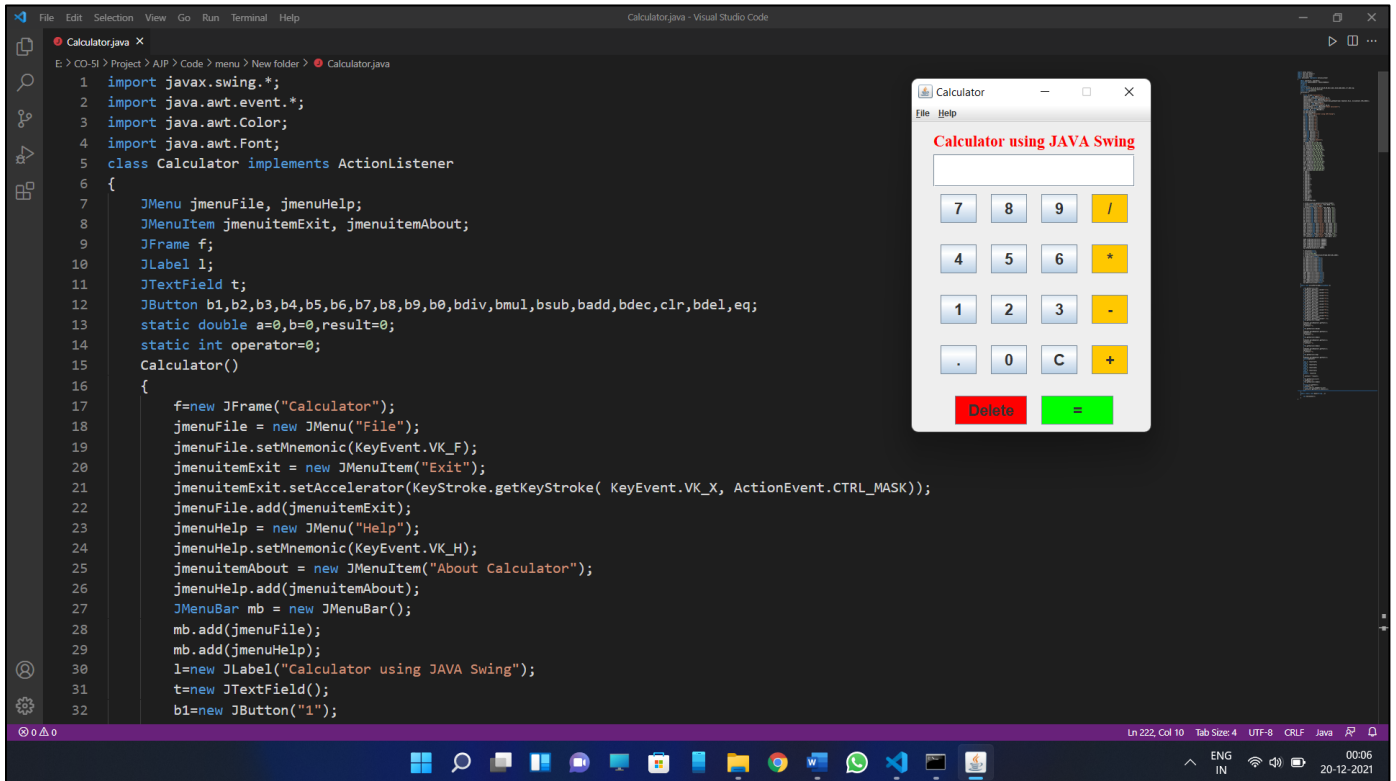 File Edit Selection View Go Run Terminal Help
Calculator.java - Visual Studio Code
Calculator.java
E: > CO-5I > Project > AJP > Code > menu > New folder > Calculator.java
1 import javax.swing.*;
2 import java.awt.event.*;
3 import java.awt.Color;
4 import java.awt.Font;
5 class Calculator implements ActionListener
6 {
7 JMenu jmenuFile, jmenuHelp;
8 JMenuItem jmenuitemExit, jmenuitemAbout;
9 JFrame f;
10 JLabel l;
11 JTextField t;
12 JButton b1,b2,b3,b4,b5,b6,b7,b8,b9,b0,bdiv,bmul,bsub,badd,bdec,clr,bdel,eq;
13 static double a=0,b=0,result=0;
14 static int operator=0;
15 Calculator()
16 {
17 f=new JFrame("Calculator");
18 jmenuFile = new JMenu("File");
19 jmenuFile.setMnemonic(KeyEvent.VK_F);
20 jmenuitemExit = new JMenuItem("Exit");
21 jmenuitemExit.setAccelerator(KeyStroke.getKeyStroke( KeyEvent.VK_X, ActionEvent.CTRL_MASK));
22 jmenuFile.add(jmenuitemExit);
23 jmenuHelp = new JMenu("Help");
24 jmenuHelp.setMnemonic(KeyEvent.VK_H);
25 jmenuitemAbout = new JMenuItem("About Calculator");
26 jmenuHelp.add(jmenuitemAbout);
27 JMenuBar mb = new JMenuBar();
28 mb.add(jmenuFile);
29 mb.add(jmenuHelp);
30 l=new JLabel("Calculator using JAVA Swing");
31 t=new JTextField();
32 b1=new JButton("1");
Calculator
File Help
Calculator using JAVA Swing
7 8 9 /
4 5 6 *
1 2 3 -
. 0 C +
Delete =
0 0
Ln 222, Col 10 Tab Size: 4 UTF-8 CRLF Java
ENG
IN
00:06
20-12-2021